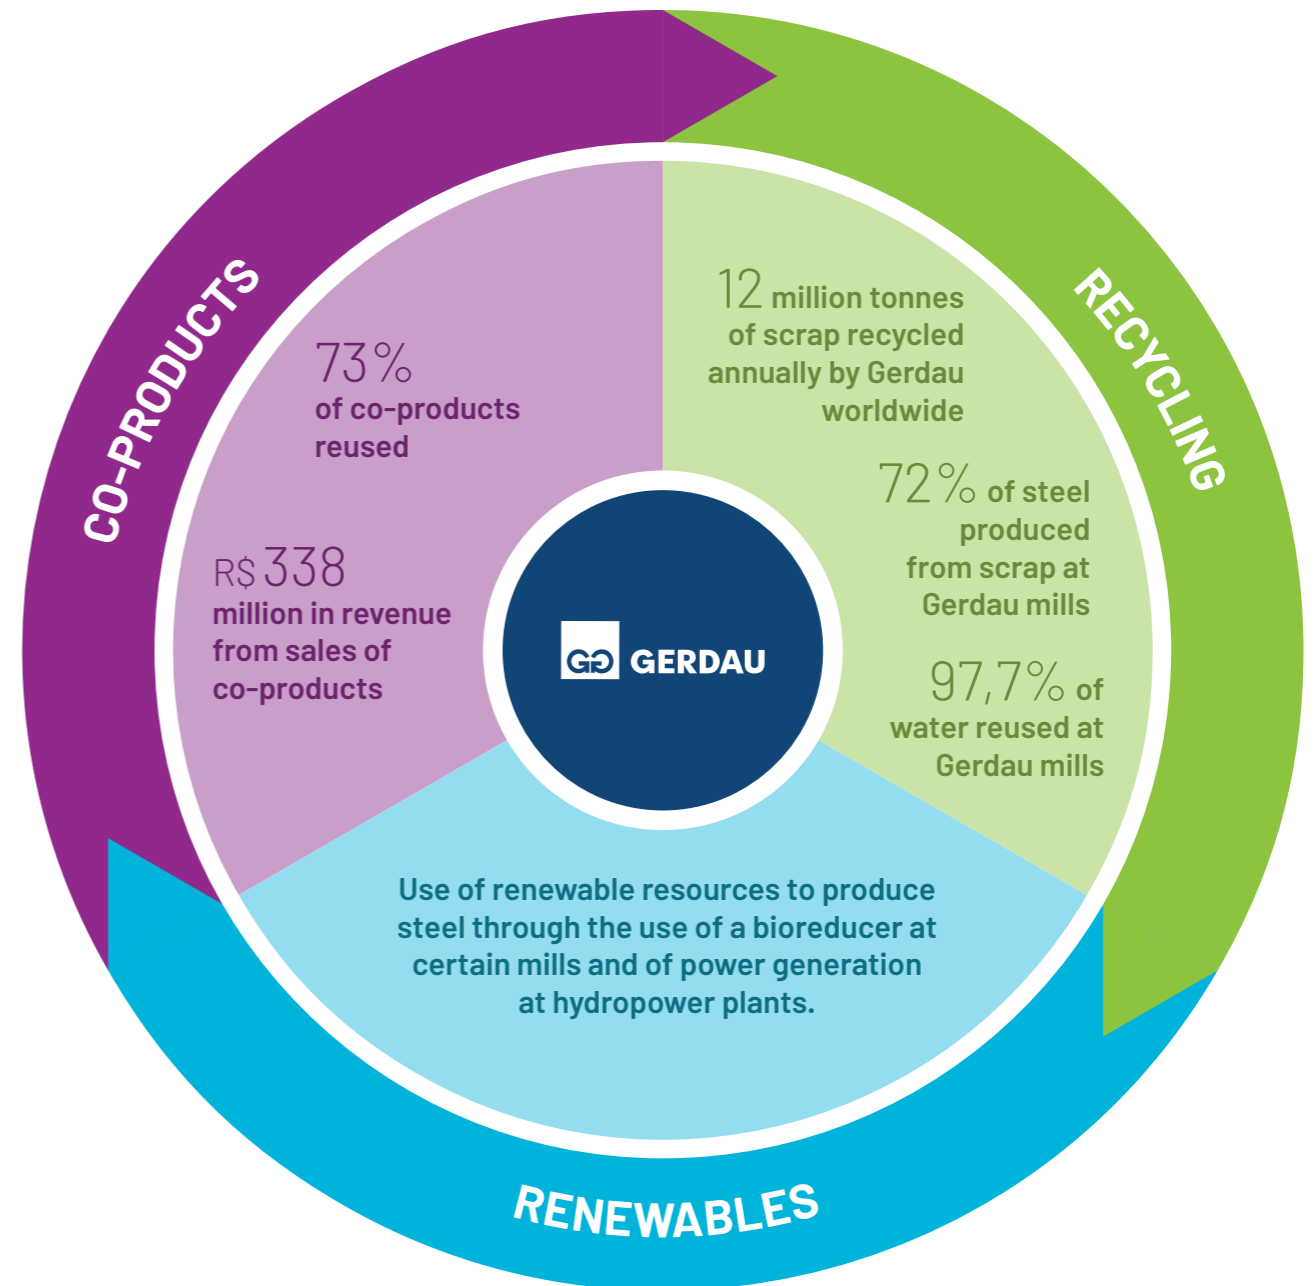 CO-PRODUCTS
73%
of co-products
reused
R$ 338
million in revenue
from sales of
co-products
RECYCLING
12 million tonnes
of scrap recycled
annually by Gerdau
worldwide
72% of steel
produced
from scrap at
Gerdau mills
97,7% of
water reused at
Gerdau mills
GERDAU
Use of renewable resources to produce
steel through the use of a bioreducer at
certain mills and of power generation
at hydropower plants.
RENEWABLES